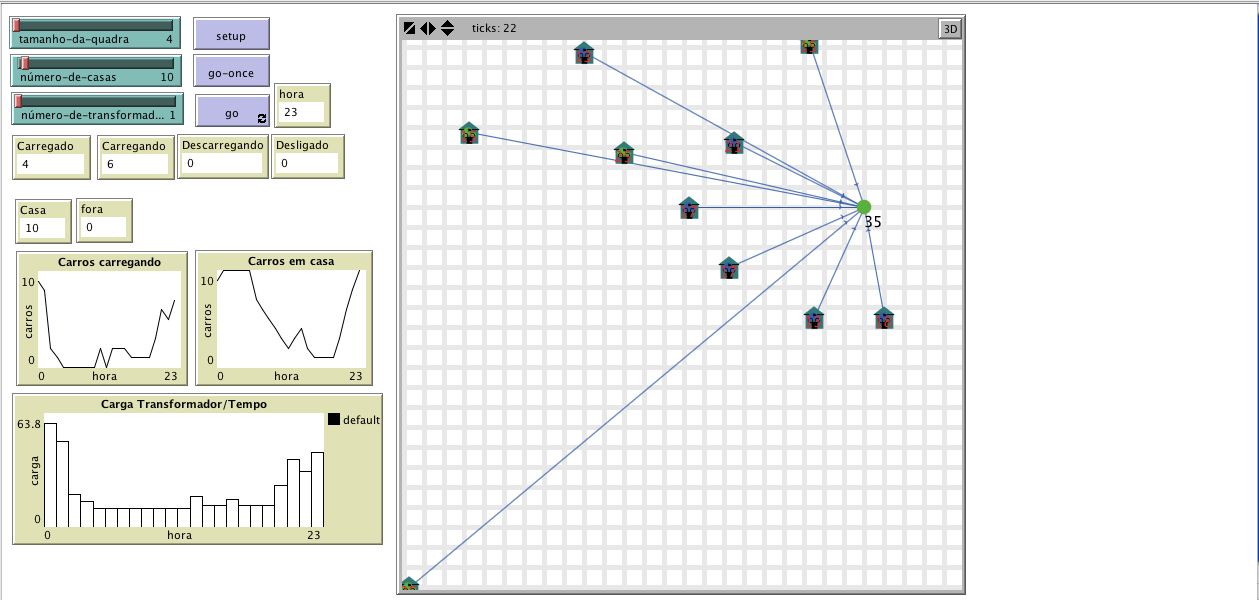 tamanho-da-quadra 4
setup
ticks: 22
3D
número-de-casas 10
go-once
número-de-transformad... 1
go
hora
23
Carregado
4
Carregando
6
Descarregando
0
Desligado
0
Casa
10
fora
0
35
Carros carregando
10
carros
0
0 hora 23
Carros em casa
10
carros
0
0 hora 23
Carga Transformador/Tempo
63.8
carga
0
0 hora 23
default